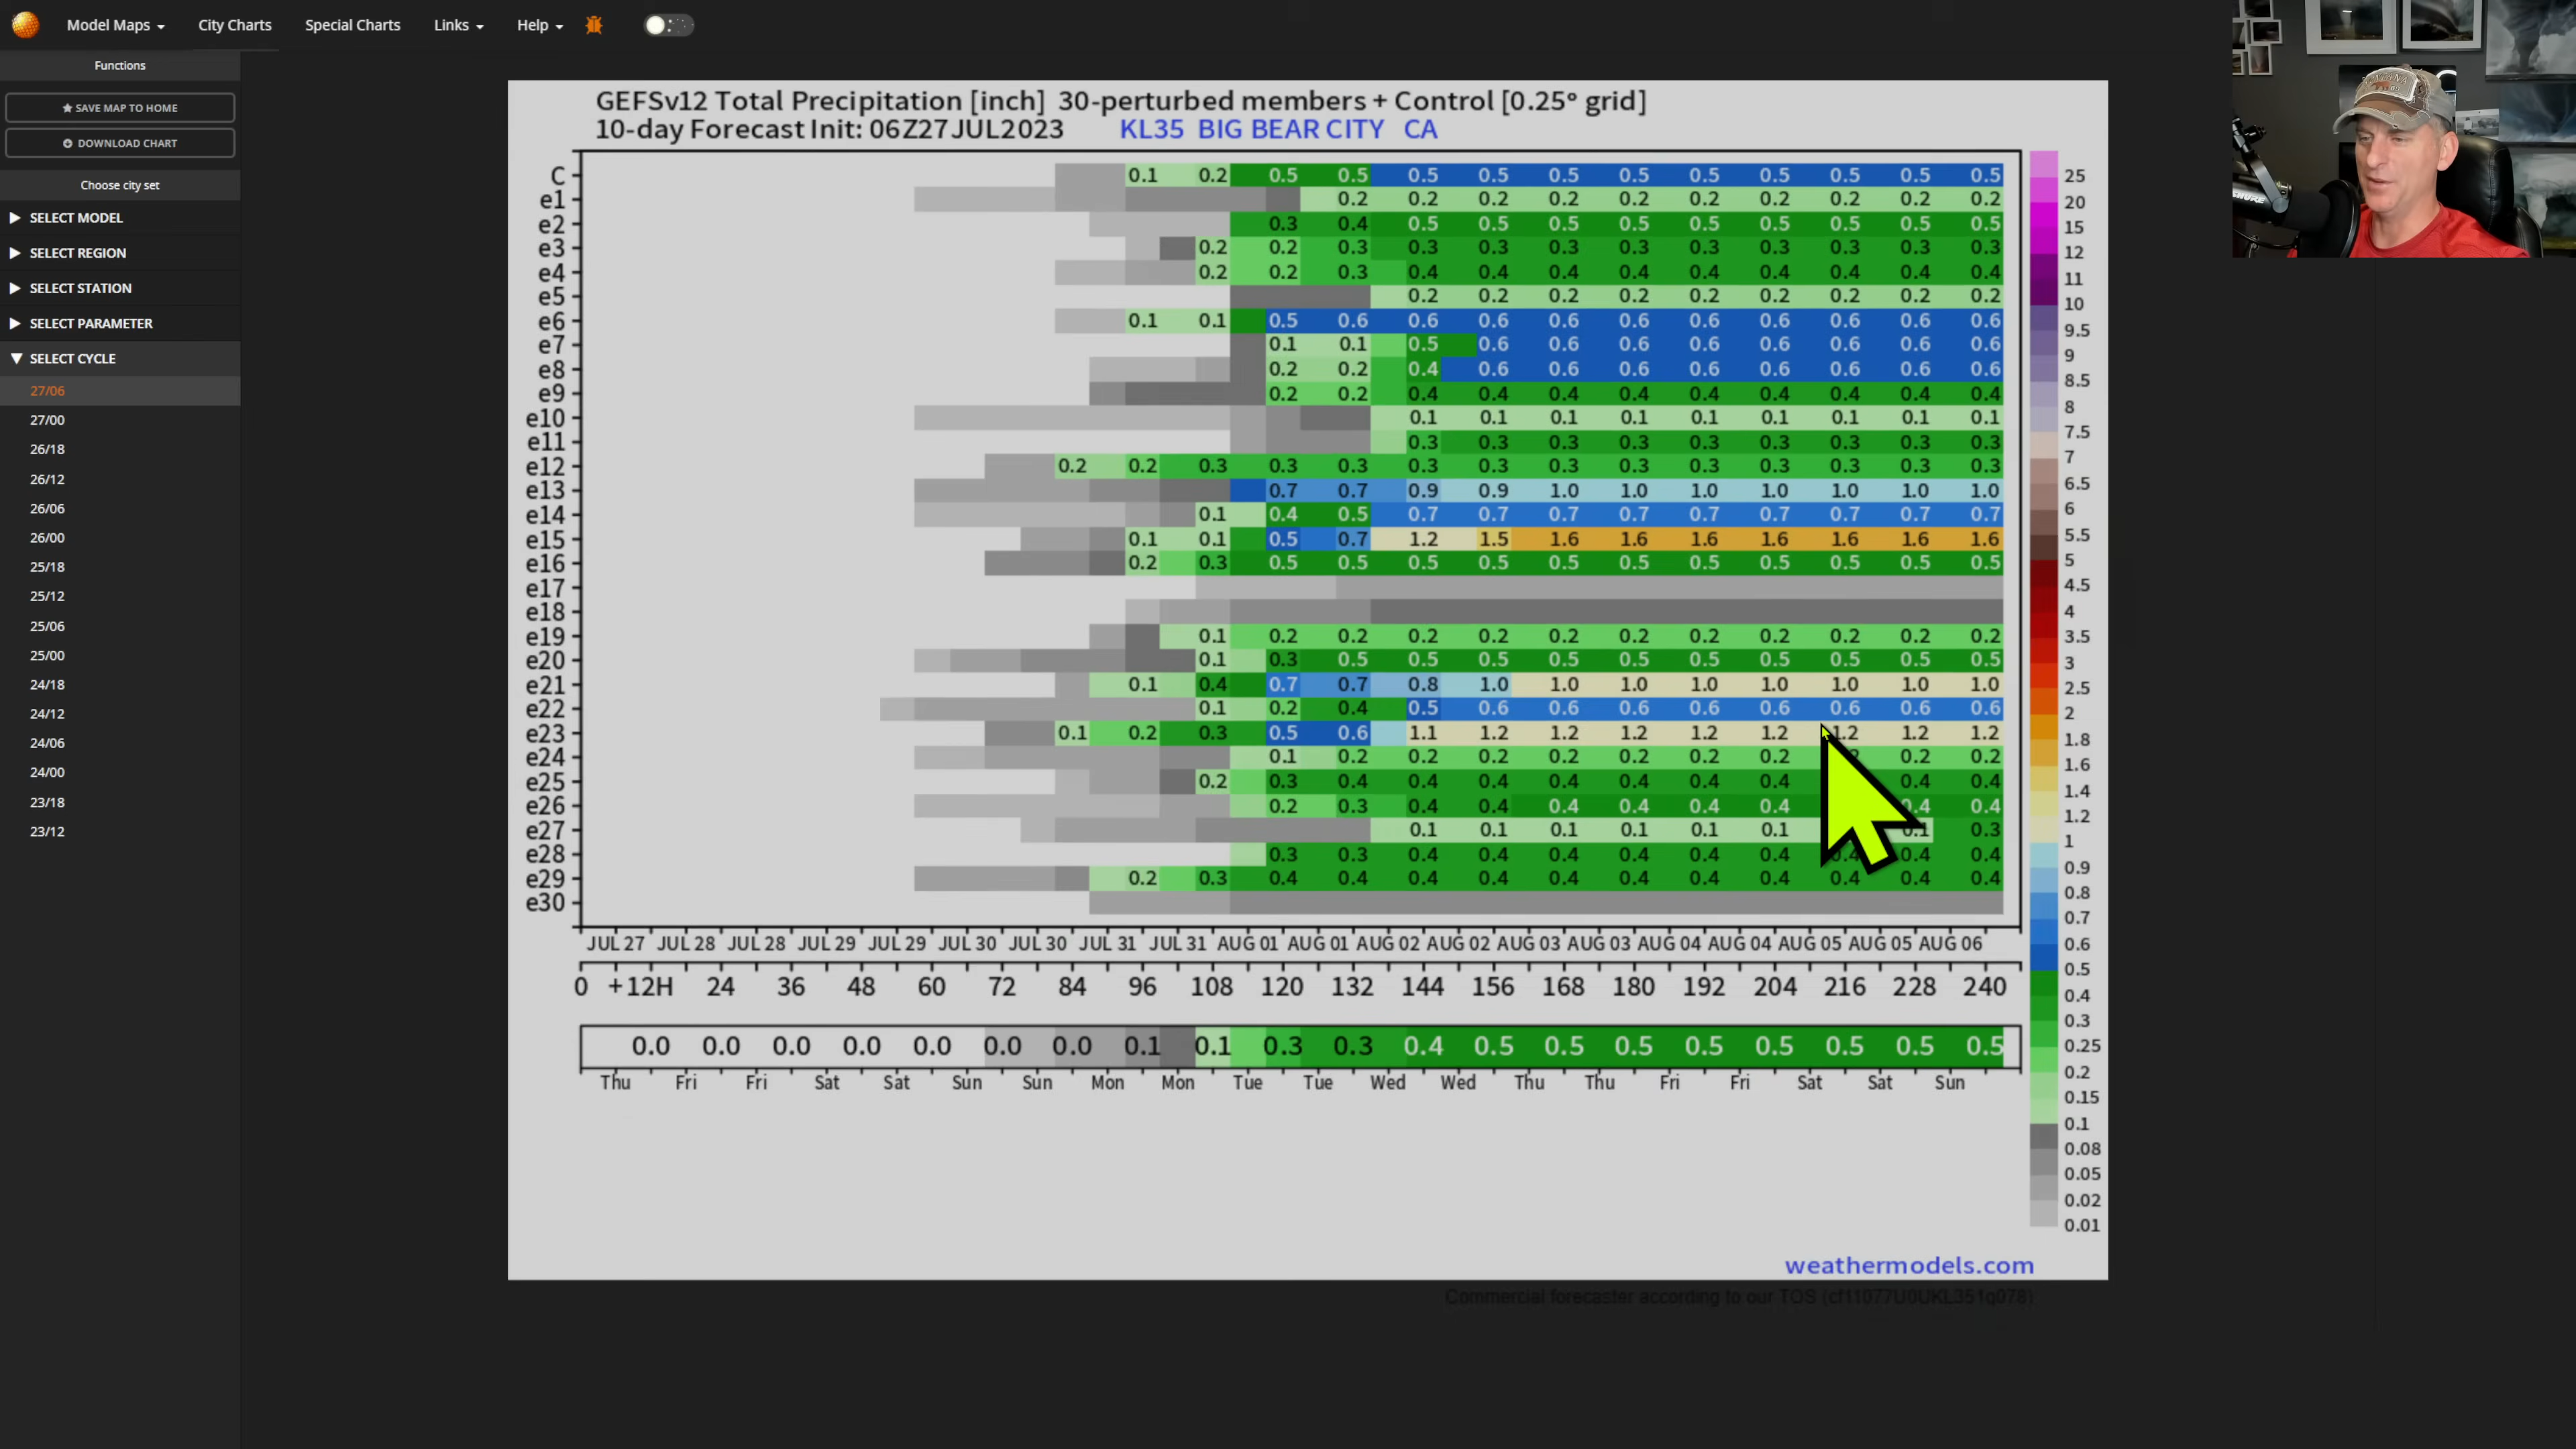 Model Maps City Charts Special Charts Links Help
Functions
SAVE MAP TO HOME
DOWNLOAD CHART
Choose city set
SELECT MODEL
SELECT REGION
SELECT STATION
SELECT PARAMETER
SELECT CYCLE
27/06
27/00
26/18
26/12
26/06
26/00
25/18
25/12
25/06
25/00
24/18
24/12
24/06
24/00
23/18
23/12
GEFSv12 Total Precipitation [inch] 30-perturbed members + Control [0.25° grid]
10-day Forecast Init: 06Z27JUL2023 KL35 BIG BEAR CITY CA
C 0.1 0.2 0.5 0.5 0.5 0.5 0.5 0.5 0.5 0.5 0.5 0.5 0.5
e1 0.2 0.2 0.2 0.2 0.2 0.2 0.2 0.2 0.2 0.2
e2 0.3 0.4 0.5 0.5 0.5 0.5 0.5 0.5 0.5 0.5 0.5
e3 0.2 0.2 0.3 0.3 0.3 0.3 0.3 0.3 0.3 0.3 0.3 0.3
e4 0.2 0.2 0.3 0.4 0.4 0.4 0.4 0.4 0.4 0.4 0.4 0.4
e5 0.2 0.2 0.2 0.2 0.2 0.2 0.2 0.2 0.2
e6 0.1 0.1 0.5 0.6 0.6 0.6 0.6 0.6 0.6 0.6 0.6 0.6 0.6
e7 0.1 0.1 0.5 0.6 0.6 0.6 0.6 0.6 0.6 0.6 0.6
e8 0.2 0.2 0.4 0.6 0.6 0.6 0.6 0.6 0.6 0.6 0.6
e9 0.2 0.2 0.4 0.4 0.4 0.4 0.4 0.4 0.4 0.4 0.4
e10 0.1 0.1 0.1 0.1 0.1 0.1 0.1 0.1 0.1
e11 0.3 0.3 0.3 0.3 0.3 0.3 0.3 0.3 0.3
e12 0.2 0.2 0.3 0.3 0.3 0.3 0.3 0.3 0.3 0.3 0.3 0.3 0.3 0.3
e13 0.7 0.7 0.9 0.9 1.0 1.0 1.0 1.0 1.0 1.0 1.0
e14 0.1 0.4 0.5 0.7 0.7 0.7 0.7 0.7 0.7 0.7 0.7 0.7
e15 0.1 0.1 0.5 0.7 1.2 1.5 1.6 1.6 1.6 1.6 1.6 1.6 1.6
e16 0.2 0.3 0.5 0.5 0.5 0.5 0.5 0.5 0.5 0.5 0.5 0.5 0.5
e17
e18
e19 0.1 0.2 0.2 0.2 0.2 0.2 0.2 0.2 0.2 0.2 0.2 0.2
e20 0.1 0.3 0.5 0.5 0.5 0.5 0.5 0.5 0.5 0.5 0.5 0.5
e21 0.1 0.4 0.7 0.7 0.8 1.0 1.0 1.0 1.0 1.0 1.0 1.0 1.0
e22 0.1 0.2 0.4 0.5 0.6 0.6 0.6 0.6 0.6 0.6 0.6 0.6
e23 0.1 0.2 0.3 0.5 0.6 1.1 1.2 1.2 1.2 1.2 1.2 1.2 1.2 1.2
e24 0.1 0.2 0.2 0.2 0.2 0.2 0.2 0.2 0.2 0.2
e25 0.2 0.3 0.4 0.4 0.4 0.4 0.4 0.4 0.4 0.4 0.4
e26 0.2 0.3 0.4 0.4 0.4 0.4 0.4 0.4 0.4 0.4
e27 0.1 0.1 0.1 0.1 0.1 0.1 0.1 0.3
e28 0.3 0.3 0.4 0.4 0.4 0.4 0.4 0.4 0.4 0.4 0.4
e29 0.2 0.3 0.4 0.4 0.4 0.4 0.4 0.4 0.4 0.4 0.4 0.4 0.4
e30
JUL 27 JUL 28 JUL 28 JUL 29 JUL 29 JUL 30 JUL 30 JUL 31 JUL 31 AUG 01 AUG 01 AUG 02 AUG 02 AUG 03 AUG 03 AUG 04 AUG 04 AUG 05 AUG 05 AUG 06
0 +12H 24 36 48 60 72 84 96 108 120 132 144 156 168 180 192 204 216 228 240
0.0 0.0 0.0 0.0 0.0 0.0 0.0 0.1 0.1 0.3 0.3 0.4 0.5 0.5 0.5 0.5 0.5 0.5 0.5 0.5
Thu Fri Fri Sat Sat Sun Sun Mon Mon Tue Tue Wed Wed Thu Thu Fri Fri Sat Sat Sun
25
20
15
12
11
10
9.5
9
8.5
8
7.5
7
6.5
6
5.5
5
4.5
4
3.5
3
2.5
2
1.8
1.6
1.4
1.2
1
0.9
0.8
0.7
0.6
0.5
0.4
0.3
0.25
0.2
0.15
0.1
0.08
0.05
0.02
0.01
weathermodels.com
Commercial forecaster according to our TOS
SHURE